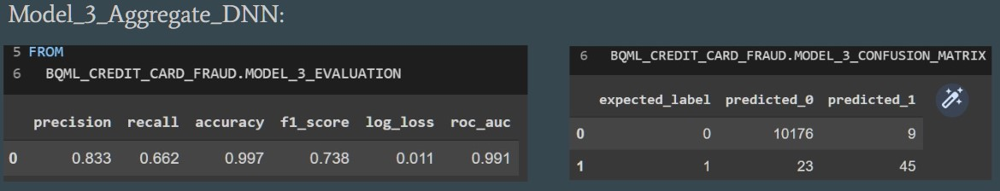 Model_3_Aggregate_DNN:
5 FROM
6 BQML_CREDIT_CARD_FRAUD.MODEL_3_EVALUATION
precision recall accuracy f1_score log_loss roc_auc
0 0.833 0.662 0.997 0.738 0.011 0.991
6 BQML_CREDIT_CARD_FRAUD.MODEL_3_CONFUSION_MATRIX
expected_label predicted_0 predicted_1
0 0 10176 9
1 1 23 45